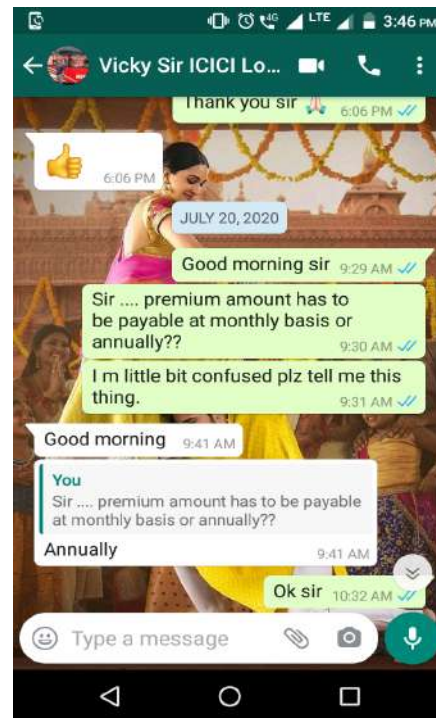 LTE 3:46 PM
4G
Vicky Sir ICICI Lo...
Thank you sir 🙏 6:06 PM
👍 6:06 PM
JULY 20, 2020
Good morning sir 9:29 AM
Sir .... premium amount has to
be payable at monthly basis or
annually?? 9:30 AM
I m little bit confused plz tell me this
thing. 9:31 AM
Good morning 9:41 AM
You
Sir .... premium amount has to be payable
at monthly basis or annually??
Annually 9:41 AM
Ok sir 10:32 AM
Type a message